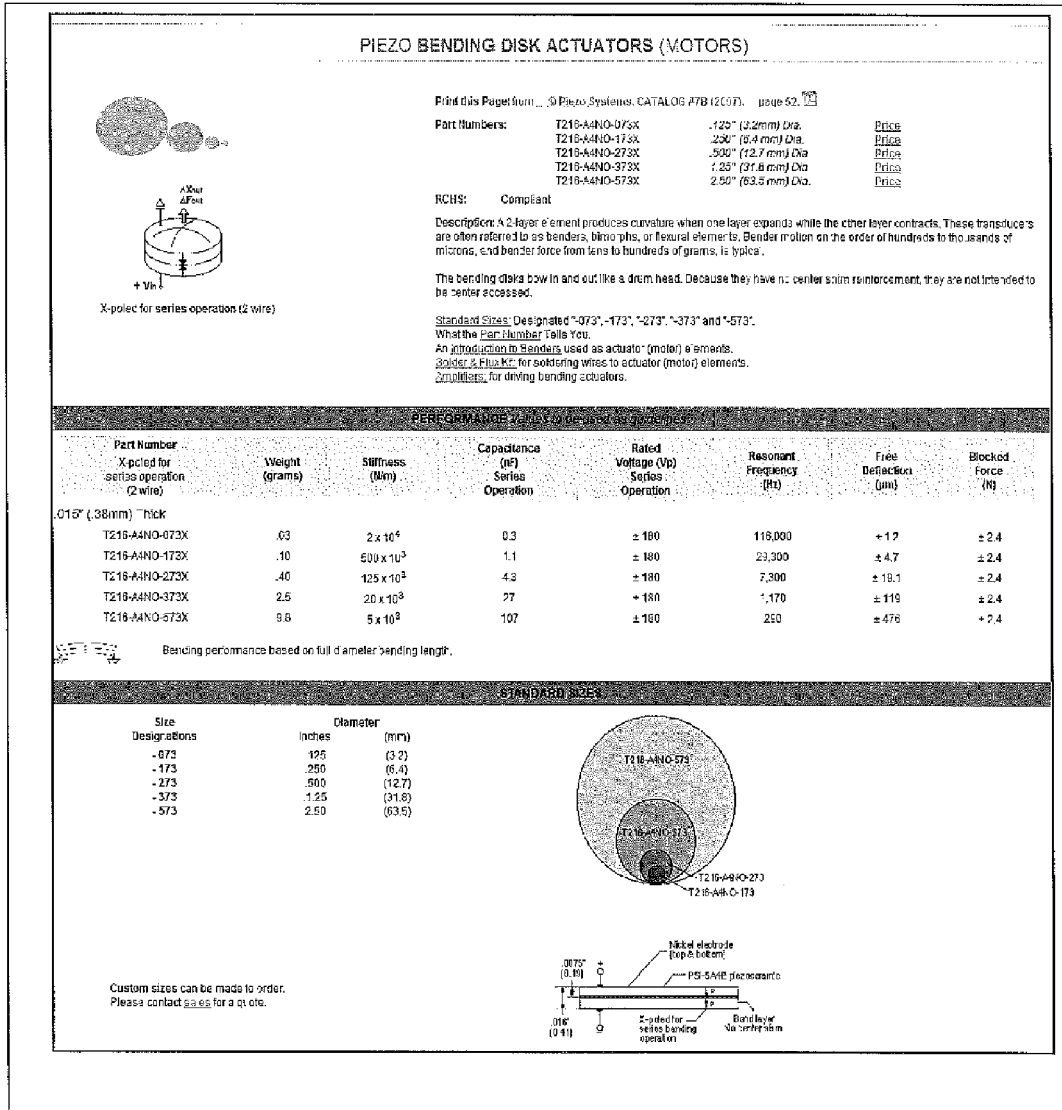 PIEZO BENDING DISK ACTUATORS (MOTORS)
Print this Page: from © Piezo Systems, CATALOG #7B (2007). page 52.
Part Numbers: T216-A4NO-073X .125" (3.2mm) Dia. Price
T216-A4NO-173X .250" (6.4 mm) Dia. Price
T216-A4NO-273X .500" (12.7 mm) Dia Price
T216-A4NO-373X 1.25" (31.8 mm) Dia Price
T216-A4NO-573X 2.50" (63.5 mm) Dia. Price
ROHS: Compliant
Description: A 2-layer element produces curvature when one layer expands while the other layer contracts. These transducers
are often referred to as benders, bimorphs, or flexural elements. Bender motion on the order of hundreds to thousands of
microns, and bender force from tens to hundreds of grams, is typical.
The bending disks bow in and out like a drum head. Because they have no center shim reinforcement, they are not intended to
be center accessed.
Standard Sizes: Designated "-073", -173", "-273", "-373" and "-573".
What the Part Number Tells You.
An Introduction to Benders used as actuator (motor) elements.
Solder & Flux Kit: for soldering wires to actuator (motor) elements.
Amplifiers: for driving bending actuators.
ΔXout
ΔFout
+ Vin
X-poled for series operation (2 wire)
PERFORMANCE
Part Number X-poled for series operation (2 wire) Weight (grams) Stiffness (N/m) Capacitance (nF) Series Operation Rated Voltage (Vp) Series Operation Resonant Frequency (Hz) Free Deflection (µm) Blocked Force (N)
.015" (.38mm) Thick
T216-A4NO-073X .03 2 x 10⁶ 0.3 ± 180 116,000 ± 1.2 ± 2.4
T216-A4NO-173X .10 500 x 10³ 1.1 ± 180 29,300 ± 4.7 ± 2.4
T216-A4NO-273X .40 125 x 10³ 4.3 ± 180 7,300 ± 19.1 ± 2.4
T216-A4NO-373X 2.5 20 x 10³ 27 ± 180 1,170 ± 119 ± 2.4
T216-A4NO-573X 9.8 5 x 10³ 107 ± 180 290 ± 476 ± 2.4
Bending performance based on full diameter bending length.
STANDARD SIZES
Size Designations Diameter
Inches (mm)
- 073 .125 (3.2)
- 173 .250 (6.4)
- 273 .500 (12.7)
- 373 1.25 (31.8)
- 573 2.50 (63.5)
T216-A4NO-573
T216-A4NO-373
T216-A4NO-273
T216-A4NO-173
Nickel electrode
(top & bottom)
.0075"
(0.19)
PSI-5A4E piezoceramic
.016"
(0.41)
X-poled for
series bending
operation
Bond layer
No center shim
Custom sizes can be made to order.
Please contact sales for a quote.